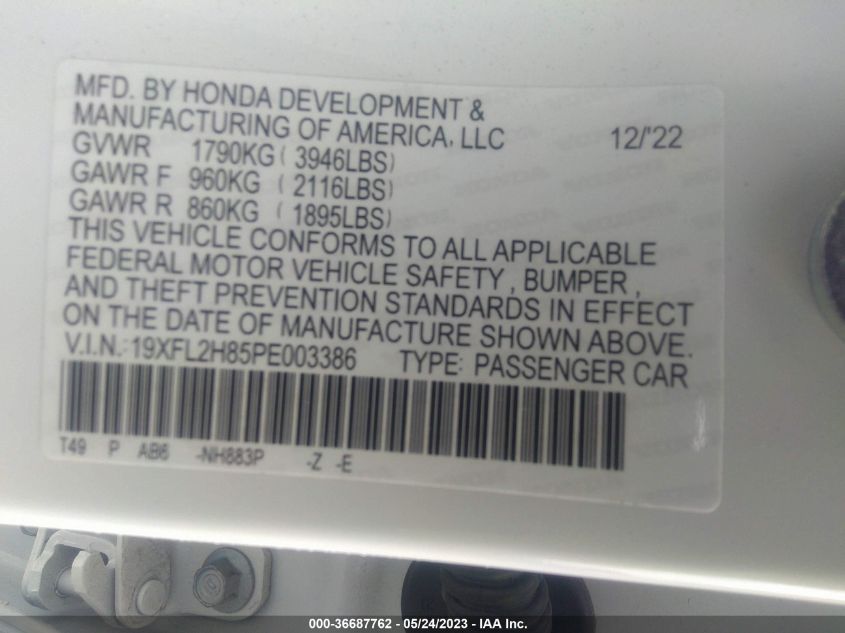 MFD. BY HONDA DEVELOPMENT &
MANUFACTURING OF AMERICA, LLC 12/'22
GVWR 1790KG ( 3946LBS)
GAWR F 960KG ( 2116LBS)
GAWR R 860KG ( 1895LBS)
THIS VEHICLE CONFORMS TO ALL APPLICABLE
FEDERAL MOTOR VEHICLE SAFETY, BUMPER,
AND THEFT PREVENTION STANDARDS IN EFFECT
ON THE DATE OF MANUFACTURE SHOWN ABOVE.
V.I.N.:19XFL2H85PE003386 TYPE: PASSENGER CAR
T49 P AB6 -NH883P -Z -E
000-36687762 - 05/24/2023 - IAA Inc.